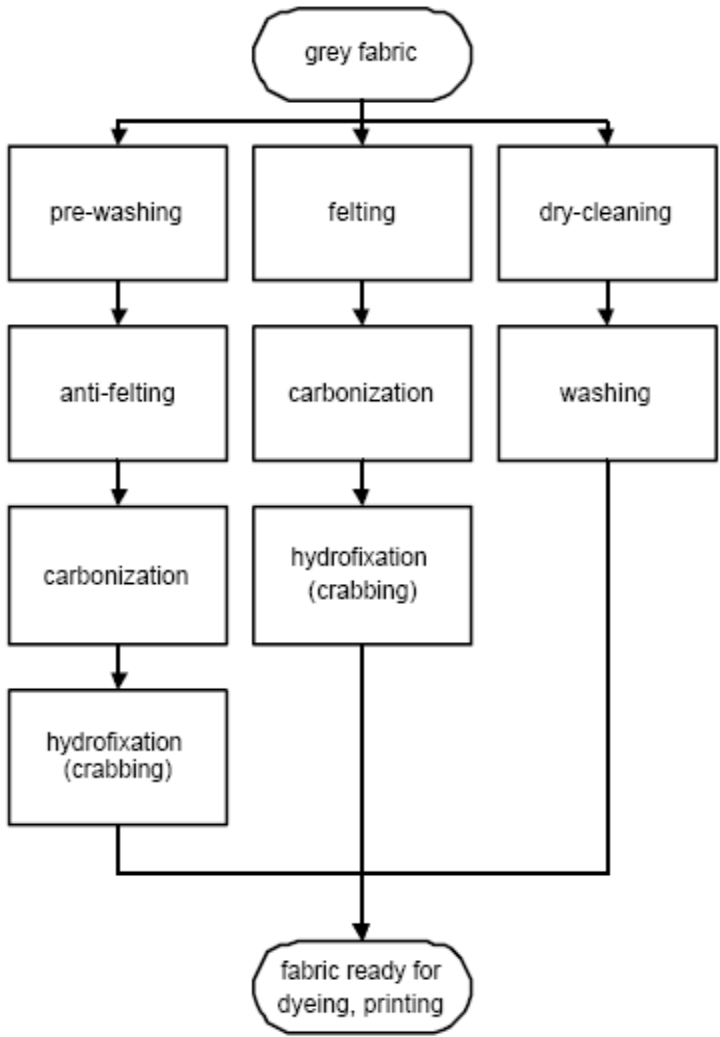 grey fabric
pre-washing
felting
dry-cleaning
anti-felting
carbonization
washing
carbonization
hydrofixation
(crabbing)
hydrofixation
(crabbing)
fabric ready for
dyeing, printing